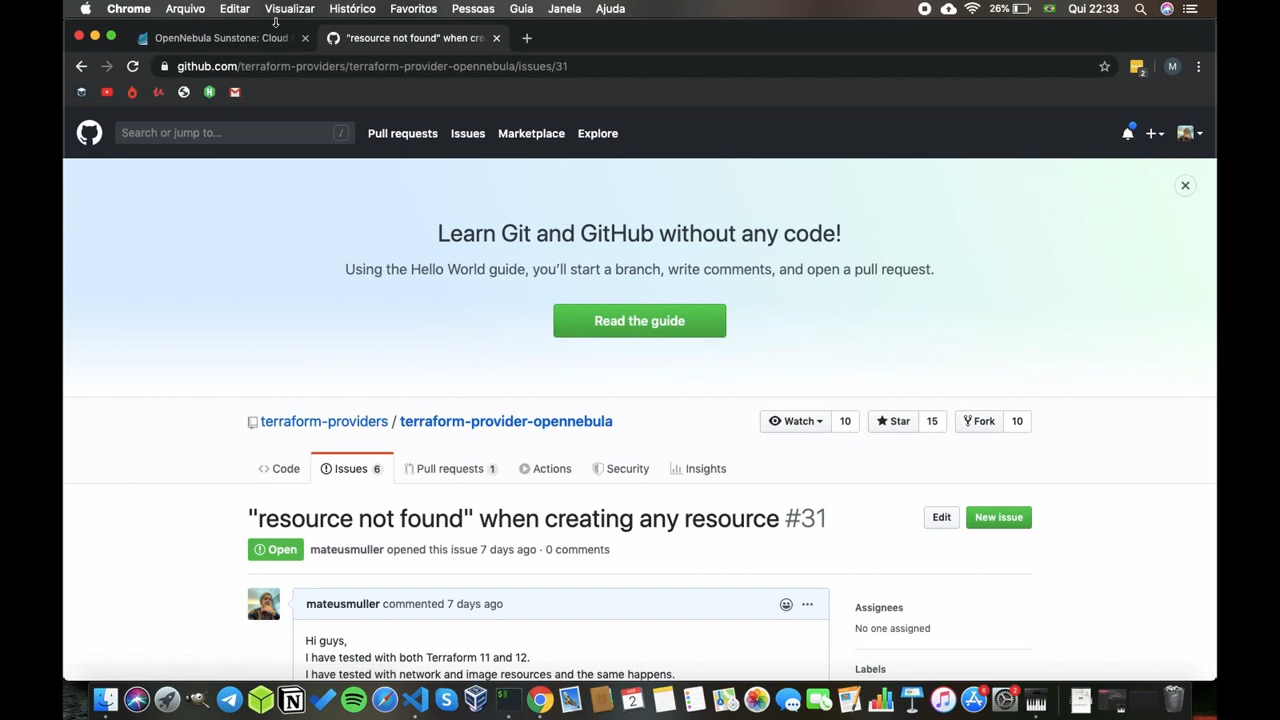 Chrome Arquivo Editar Visualizar Histórico Favoritos Pessoas Guia Janela Ajuda 26% Qui 22:33
OpenNebula Sunstone: Cloud "resource not found" when cre
github.com/terraform-providers/terraform-provider-opennebula/issues/31 2 M
Search or jump to... / Pull requests Issues Marketplace Explore
Learn Git and GitHub without any code!
Using the Hello World guide, you'll start a branch, write comments, and open a pull request.
Read the guide
terraform-providers / terraform-provider-opennebula Watch 10 Star 15 Fork 10
Code Issues 6 Pull requests 1 Actions Security Insights
"resource not found" when creating any resource #31 Edit New issue
Open mateusmuller opened this issue 7 days ago · 0 comments
mateusmuller commented 7 days ago Assignees
No one assigned
Hi guys,
I have tested with both Terraform 11 and 12.
I have tested with network and image resources and the same happens. Labels
2 6 2